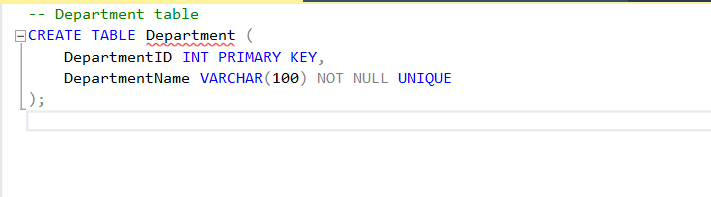 -- Department table
CREATE TABLE Department (
DepartmentID INT PRIMARY KEY,
DepartmentName VARCHAR(100) NOT NULL UNIQUE
);